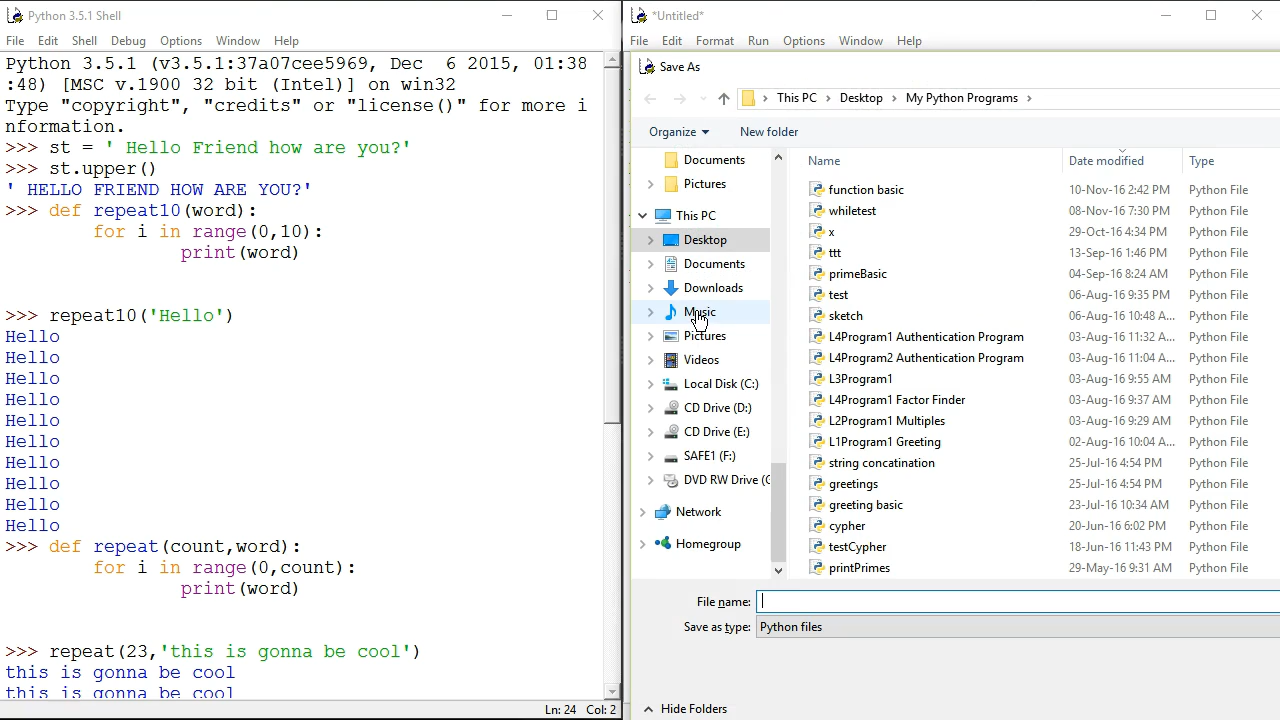 Python 3.5.1 Shell
File Edit Shell Debug Options Window Help
Python 3.5.1 (v3.5.1:37a07cee5969, Dec  6 2015, 01:38
:48) [MSC v.1900 32 bit (Intel)] on win32
Type "copyright", "credits" or "license()" for more i
nformation.
>>> st = ' Hello Friend how are you?'
>>> st.upper()
' HELLO FRIEND HOW ARE YOU?'
>>> def repeat10(word):
for i in range(0,10):
print(word)
>>> repeat10('Hello')
Hello
Hello
Hello
Hello
Hello
Hello
Hello
Hello
Hello
Hello
>>> def repeat(count,word):
for i in range(0,count):
print(word)
>>> repeat(23,'this is gonna be cool')
this is gonna be cool
this is gonna be cool
Ln: 24 Col: 2
*Untitled*
File Edit Format Run Options Window Help
Save As
This PC > Desktop > My Python Programs >
Organize New folder
Documents
Pictures
This PC
Desktop
Documents
Downloads
Music
Pictures
Videos
Local Disk (C:)
CD Drive (D:)
CD Drive (E:)
SAFE1 (F:)
DVD RW Drive (G
Network
Homegroup
Name Date modified Type
function basic 10-Nov-16 2:42 PM Python File
whiletest 08-Nov-16 7:30 PM Python File
x 29-Oct-16 4:34 PM Python File
ttt 13-Sep-16 1:46 PM Python File
primeBasic 04-Sep-16 8:24 AM Python File
test 06-Aug-16 9:35 PM Python File
sketch 06-Aug-16 10:48 A... Python File
L4Program1 Authentication Program 03-Aug-16 11:32 A... Python File
L4Program2 Authentication Program 03-Aug-16 11:04 A... Python File
L3Program1 03-Aug-16 9:55 AM Python File
L4Program1 Factor Finder 03-Aug-16 9:37 AM Python File
L2Program1 Multiples 03-Aug-16 9:29 AM Python File
L1Program1 Greeting 02-Aug-16 10:04 A... Python File
string concatination 25-Jul-16 4:54 PM Python File
greetings 25-Jul-16 4:54 PM Python File
greeting basic 23-Jul-16 10:34 AM Python File
cypher 20-Jun-16 6:02 PM Python File
testCypher 18-Jun-16 11:43 PM Python File
printPrimes 29-May-16 9:31 AM Python File
File name:
Save as type: Python files
Hide Folders